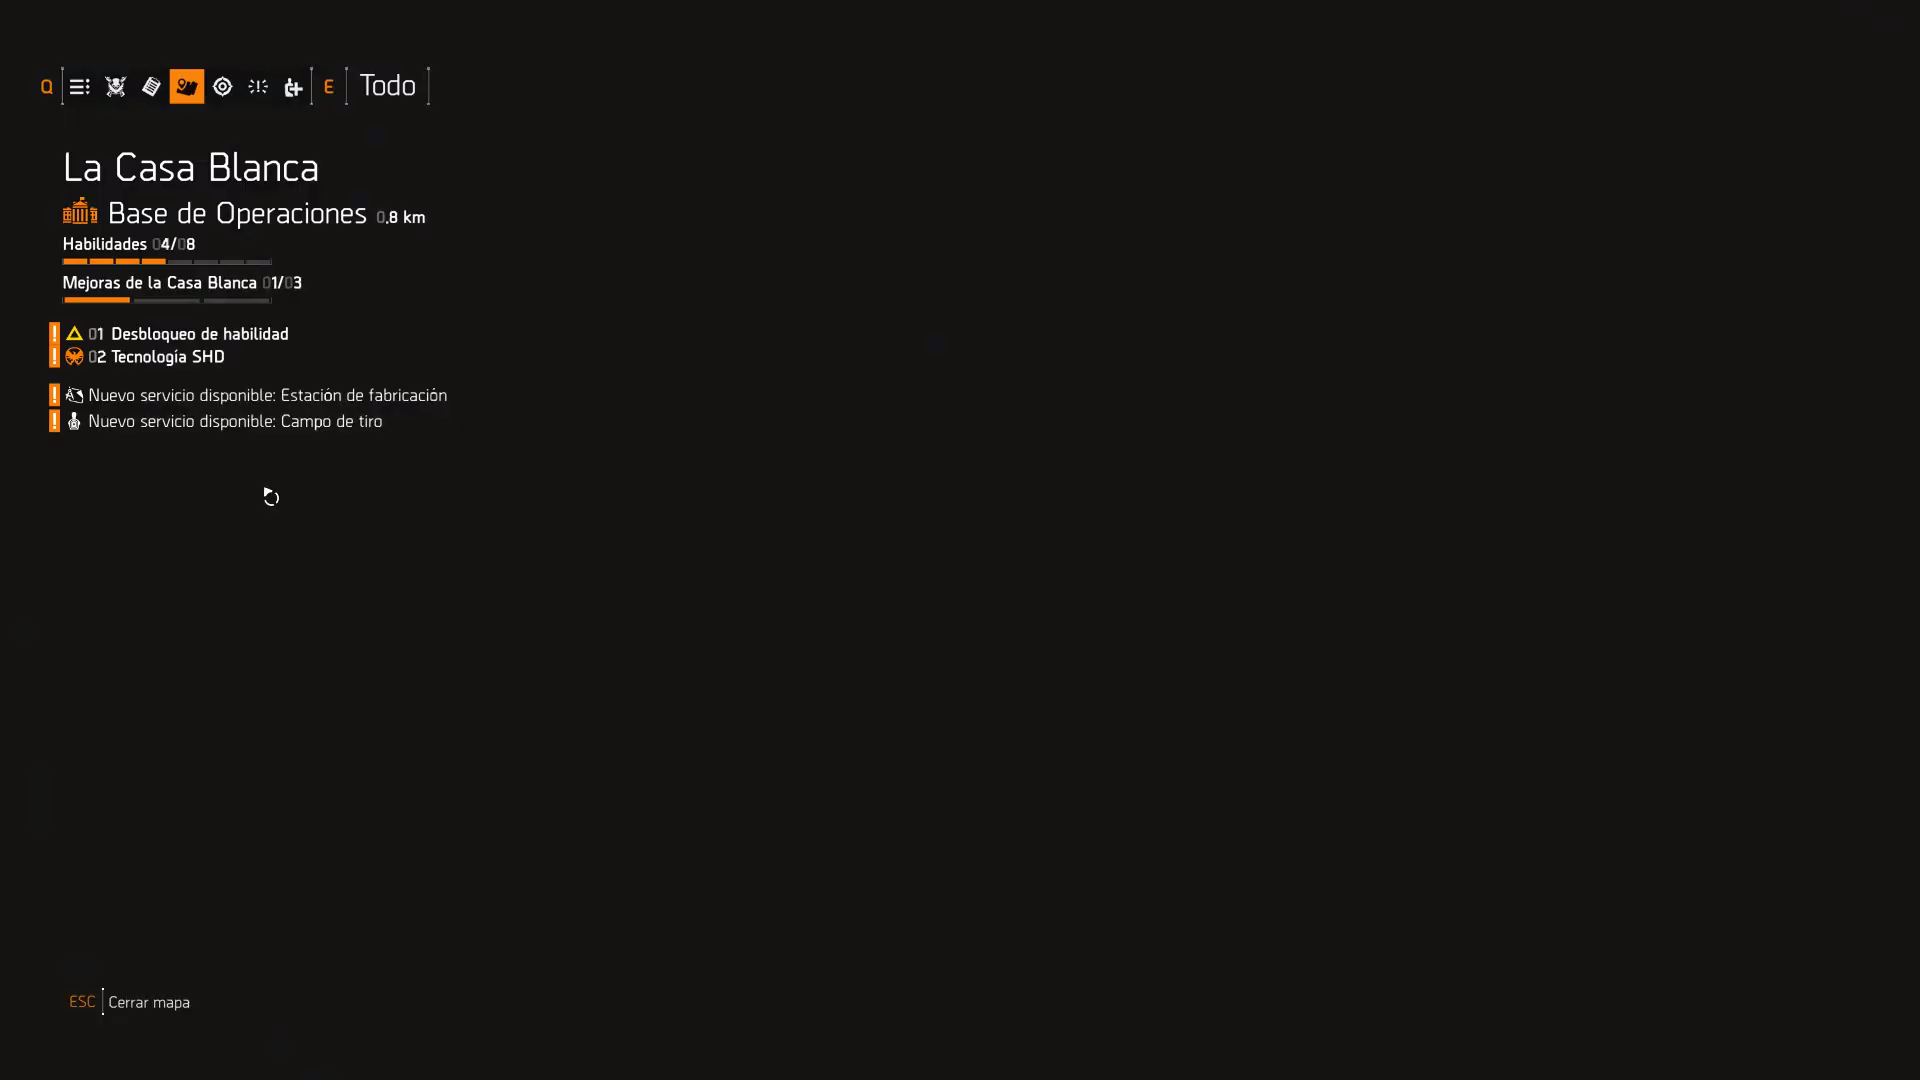 Q E Todo
La Casa Blanca
Base de Operaciones 0.8 km
Habilidades 04/08
Mejoras de la Casa Blanca 01/03
! 01 Desbloqueo de habilidad
! 02 Tecnología SHD
! Nuevo servicio disponible: Estación de fabricación
! Nuevo servicio disponible: Campo de tiro
ESC Cerrar mapa